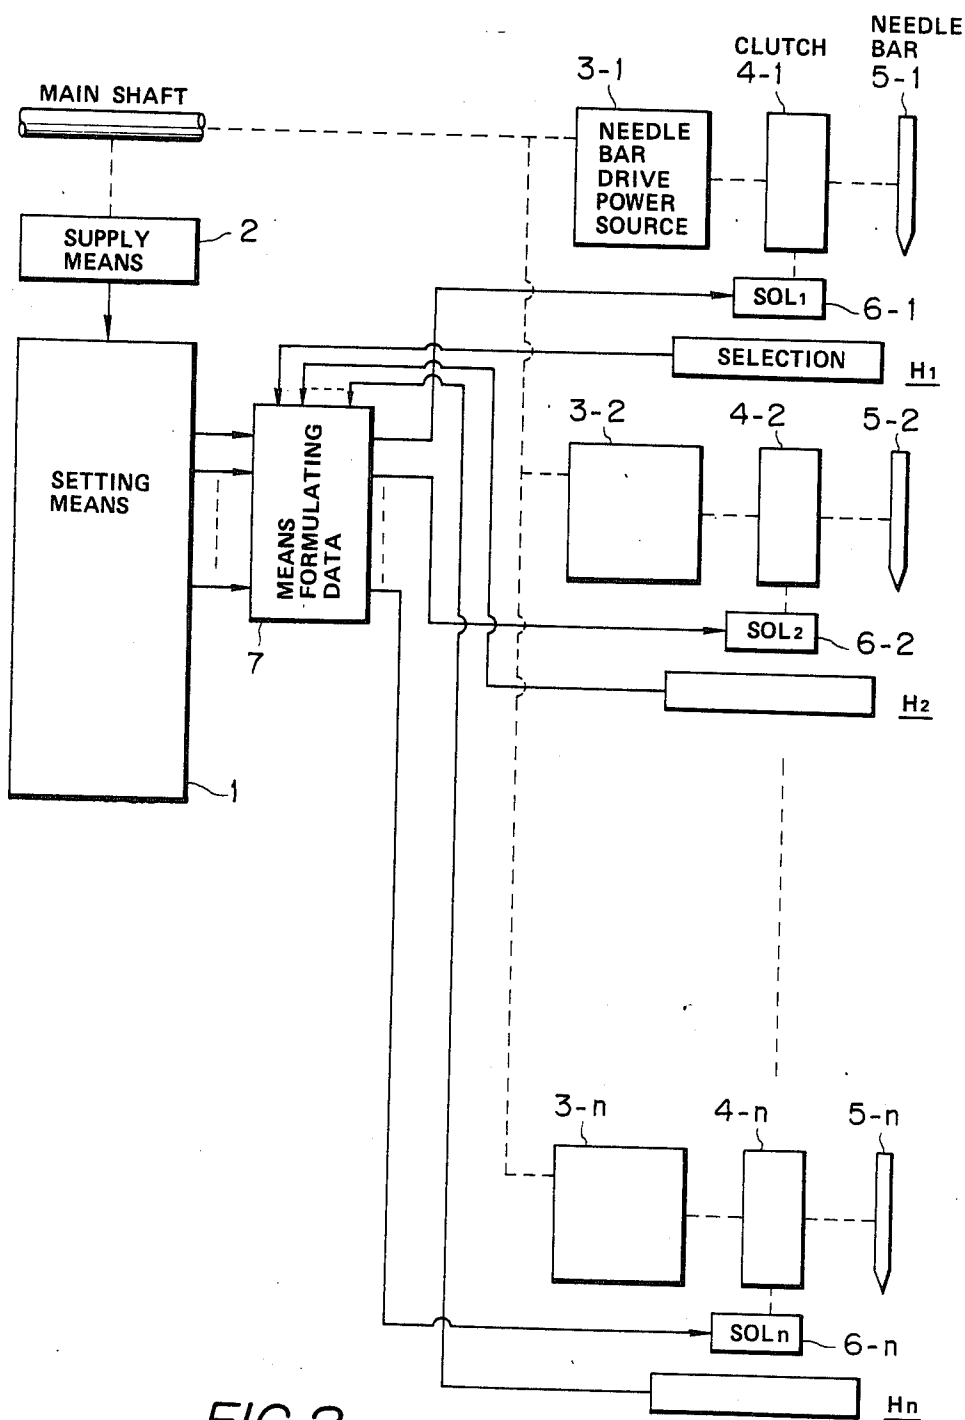 NEEDLE
BAR
CLUTCH
3-1
4-1
5-1
MAIN SHAFT
NEEDLE
BAR
DRIVE
POWER
SOURCE
SUPPLY
MEANS
2
SOL1
6-1
SELECTION
H1
3-2
4-2
5-2
SETTING
MEANS
MEANS
FORMULATING
DATA
7
SOL2
6-2
H2
1
3-n
4-n
5-n
SOLn
6-n
Hn
FIG.2